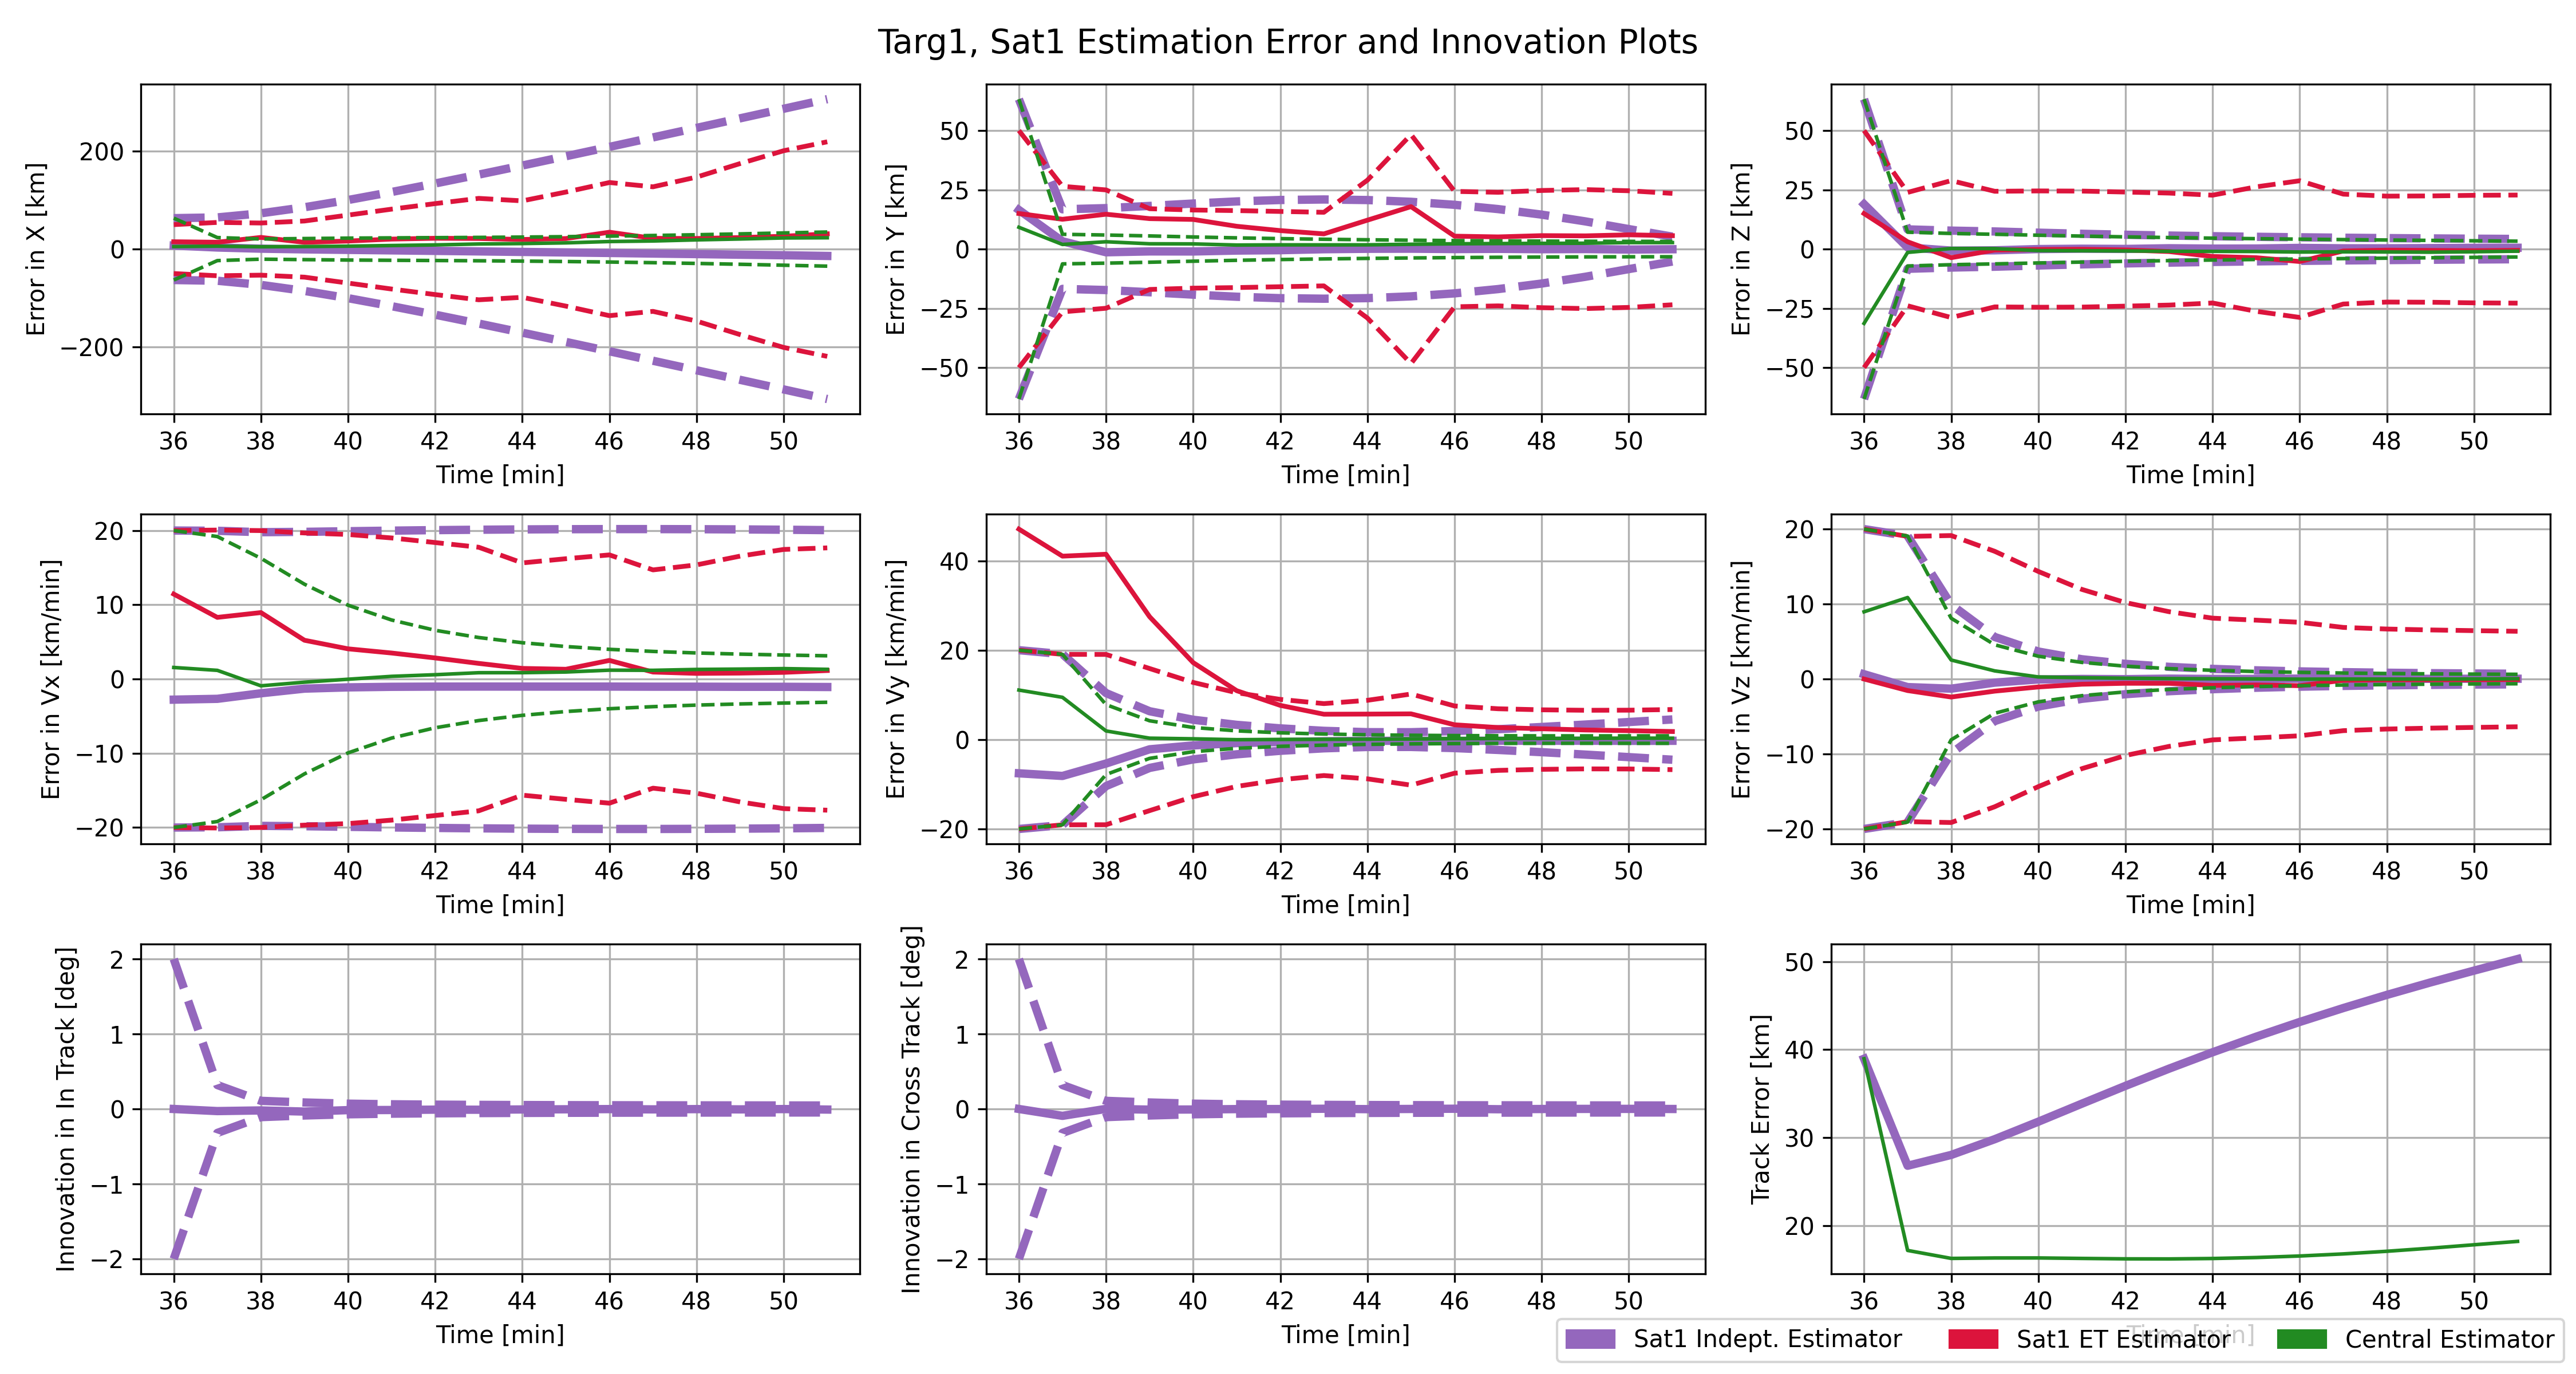 Targ1, Sat1 Estimation Error and Innovation Plots
Error in X [km]
200
0
−200
36 38 40 42 44 46 48 50
Time [min]
Error in Y [km]
50
25
0
−25
−50
36 38 40 42 44 46 48 50
Time [min]
Error in Z [km]
50
25
0
−25
−50
36 38 40 42 44 46 48 50
Time [min]
Error in Vx [km/min]
20
10
0
−10
−20
36 38 40 42 44 46 48 50
Time [min]
Error in Vy [km/min]
40
20
0
−20
36 38 40 42 44 46 48 50
Time [min]
Error in Vz [km/min]
20
10
0
−10
−20
36 38 40 42 44 46 48 50
Time [min]
Innovation in In Track [deg]
2
1
0
−1
−2
36 38 40 42 44 46 48 50
Time [min]
Innovation in Cross Track [deg]
2
1
0
−1
−2
36 38 40 42 44 46 48 50
Time [min]
Track Error [km]
50
40
30
20
36 38 40 42 44 46 48 50
Time [min]
Sat1 Indept. Estimator
Sat1 ET Estimator
Central Estimator